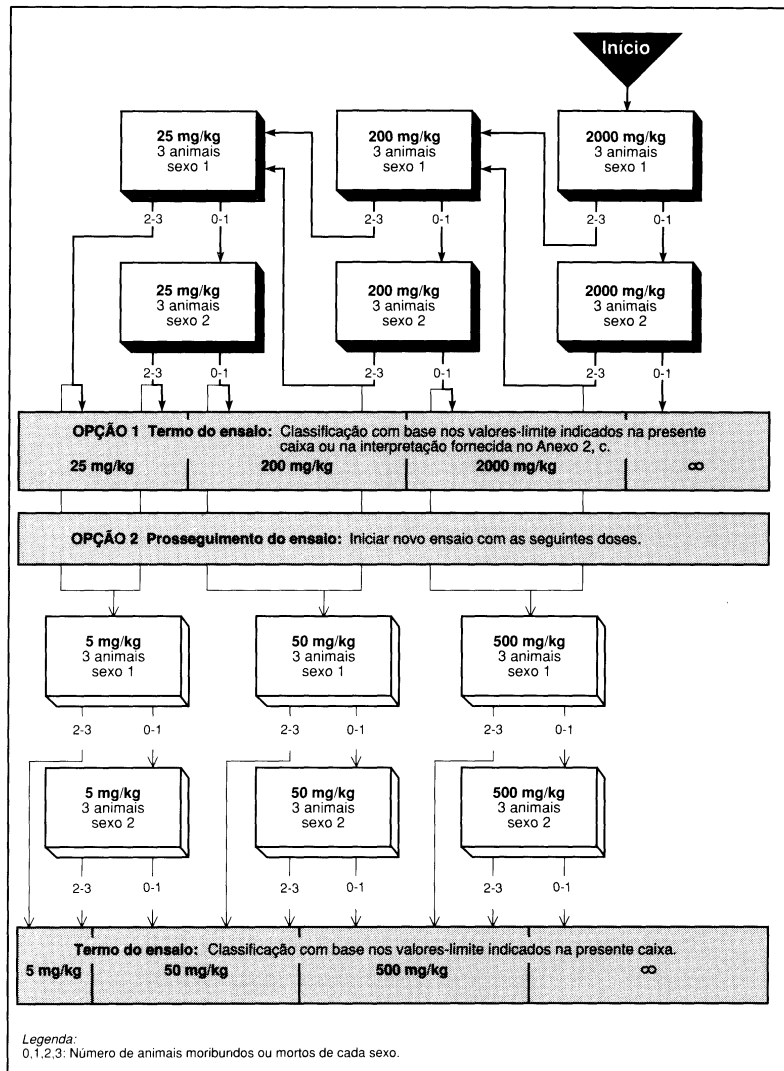 Início
25 mg/kg
3 animais
sexo 1
200 mg/kg
3 animais
sexo 1
2000 mg/kg
3 animais
sexo 1
2-3 0-1
2-3 0-1
2-3 0-1
25 mg/kg
3 animais
sexo 2
200 mg/kg
3 animais
sexo 2
2000 mg/kg
3 animais
sexo 2
2-3 0-1
2-3 0-1
2-3 0-1
OPÇÃO 1 Termo do ensaio: Classificação com base nos valores-limite indicados na presente
caixa ou na interpretação fornecida no Anexo 2, c.
25 mg/kg 200 mg/kg 2000 mg/kg ∞
OPÇÃO 2 Prosseguimento do ensaio: Iniciar novo ensaio com as seguintes doses.
5 mg/kg
3 animais
sexo 1
50 mg/kg
3 animais
sexo 1
500 mg/kg
3 animais
sexo 1
2-3 0-1
2-3 0-1
2-3 0-1
5 mg/kg
3 animais
sexo 2
50 mg/kg
3 animais
sexo 2
500 mg/kg
3 animais
sexo 2
2-3 0-1
2-3 0-1
2-3 0-1
Termo do ensaio: Classificação com base nos valores-limite indicados na presente caixa.
5 mg/kg 50 mg/kg 500 mg/kg ∞
Legenda:
0,1,2,3: Número de animais moribundos ou mortos de cada sexo.